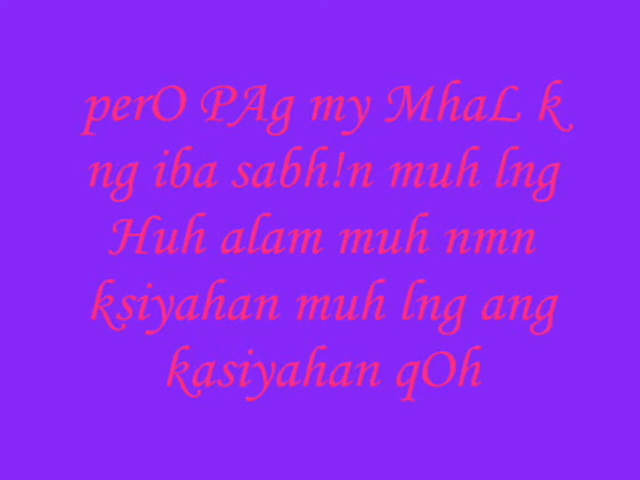 perO PAg my MhaL k
ng iba sabh!n muh lng
Huh alam muh nmn
ksiyahan muh lng ang
kasiyahan qOh